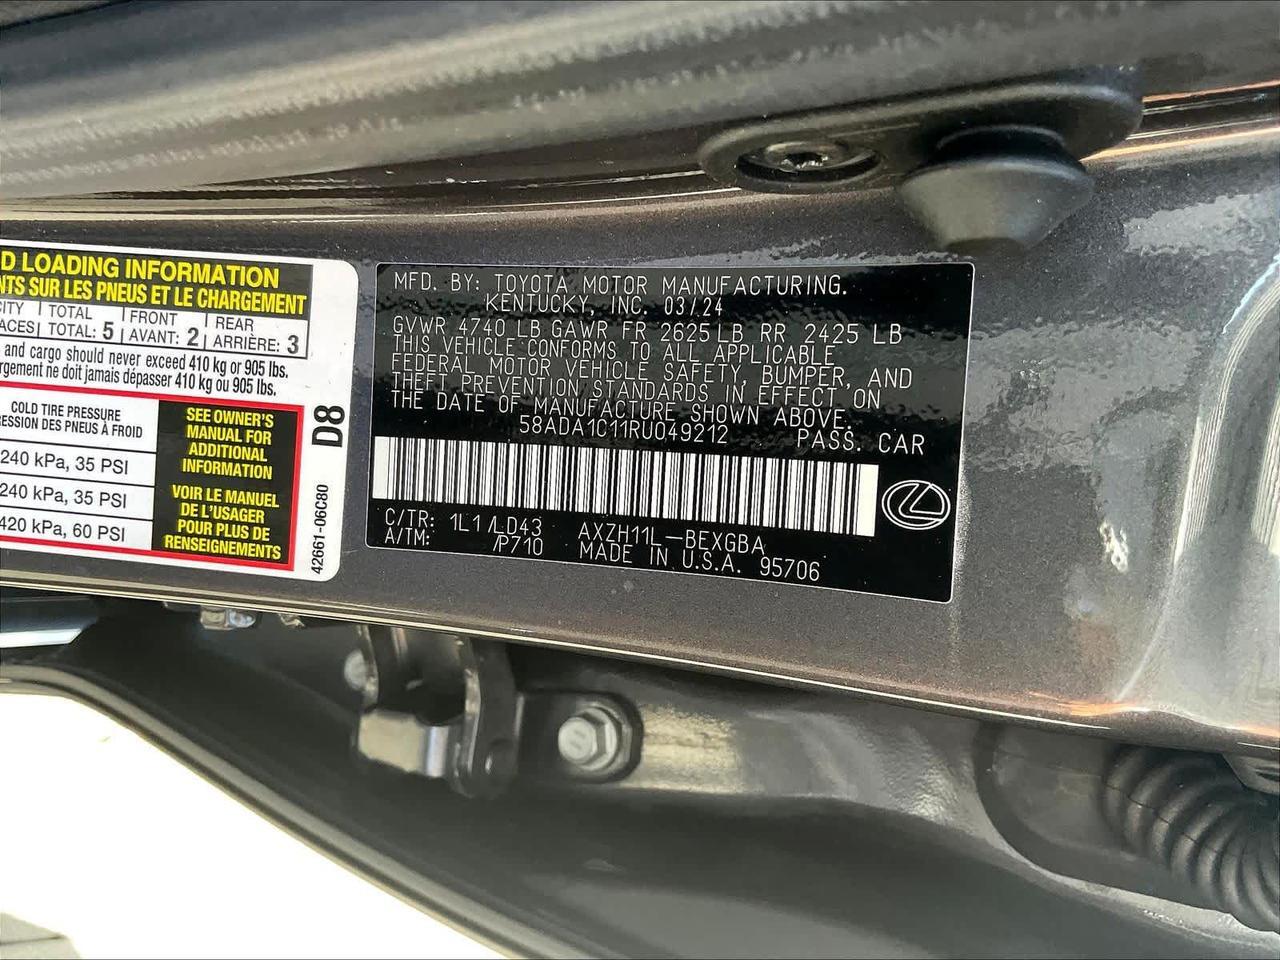 D LOADING INFORMATION
NTS SUR LES PNEUS ET LE CHARGEMENT
CITY TOTAL FRONT REAR
ACES TOTAL: 5 AVANT: 2 ARRIÈRE: 3
and cargo should never exceed 410 kg or 905 lbs.
rgement ne doit jamais dépasser 410 kg ou 905 lbs.
COLD TIRE PRESSURE
RESSION DES PNEUS À FROID
240 kPa, 35 PSI
240 kPa, 35 PSI
420 kPa, 60 PSI
SEE OWNER'S
MANUAL FOR
ADDITIONAL
INFORMATION
VOIR LE MANUEL
DE L'USAGER
POUR PLUS DE
RENSEIGNEMENTS
D8
42661-06C80
MFD. BY: TOYOTA MOTOR MANUFACTURING.
KENTUCKY, INC. 03/24
GVWR 4740 LB GAWR FR 2625 LB RR 2425 LB
THIS VEHICLE CONFORMS TO ALL APPLICABLE
FEDERAL MOTOR VEHICLE SAFETY, BUMPER, AND
THEFT PREVENTION STANDARDS IN EFFECT ON
THE DATE OF MANUFACTURE SHOWN ABOVE.
58ADA1C11RU049212 PASS. CAR
C/TR: 1L1/LD43 AXZH11L-BEXGBA
A/TM: /P710 MADE IN U.S.A. 95706